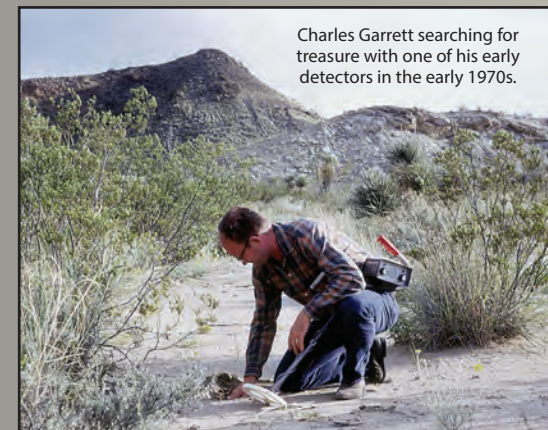 Charles Garrett searching for
treasure with one of his early
detectors in the early 1970s.